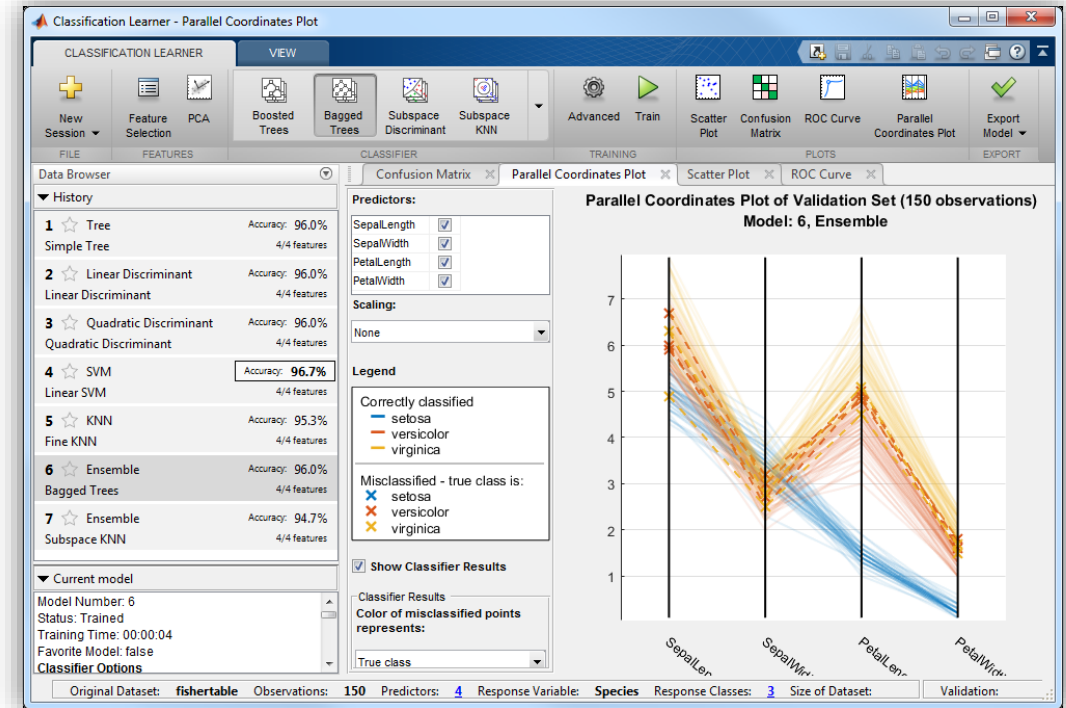 Classification Learner - Parallel Coordinates Plot
CLASSIFICATION LEARNER
VIEW
New Session
Feature Selection
PCA
Boosted Trees
Bagged Trees
Subspace Discriminant
Subspace KNN
Advanced
Train
Scatter Plot
Confusion Matrix
ROC Curve
Parallel Coordinates Plot
Export Model
FILE
FEATURES
CLASSIFIER
TRAINING
PLOTS
EXPORT
Data Browser
History
1 Tree Accuracy: 96.0%
Simple Tree 4/4 features
2 Linear Discriminant Accuracy: 96.0%
Linear Discriminant 4/4 features
3 Quadratic Discriminant Accuracy: 96.0%
Quadratic Discriminant 4/4 features
4 SVM Accuracy: 96.7%
Linear SVM 4/4 features
5 KNN Accuracy: 95.3%
Fine KNN 4/4 features
6 Ensemble Accuracy: 96.0%
Bagged Trees 4/4 features
7 Ensemble Accuracy: 94.7%
Subspace KNN 4/4 features
Current model
Model Number: 6
Status: Trained
Training Time: 00:00:04
Favorite Model: false
Classifier Options
Confusion Matrix
Parallel Coordinates Plot
Scatter Plot
ROC Curve
Predictors:
SepalLength
SepalWidth
PetalLength
PetalWidth
Scaling:
None
Legend
Correctly classified
setosa
versicolor
virginica
Misclassified - true class is:
setosa
versicolor
virginica
Show Classifier Results
Classifier Results
Color of misclassified points
represents:
True class
Parallel Coordinates Plot of Validation Set (150 observations)
Model: 6, Ensemble
7
6
5
4
3
2
1
SepalLen
SepalWid
PetalLeng
PetalWidth
Original Dataset: fishertable Observations: 150 Predictors: 4 Response Variable: Species Response Classes: 3 Size of Dataset: Validation: